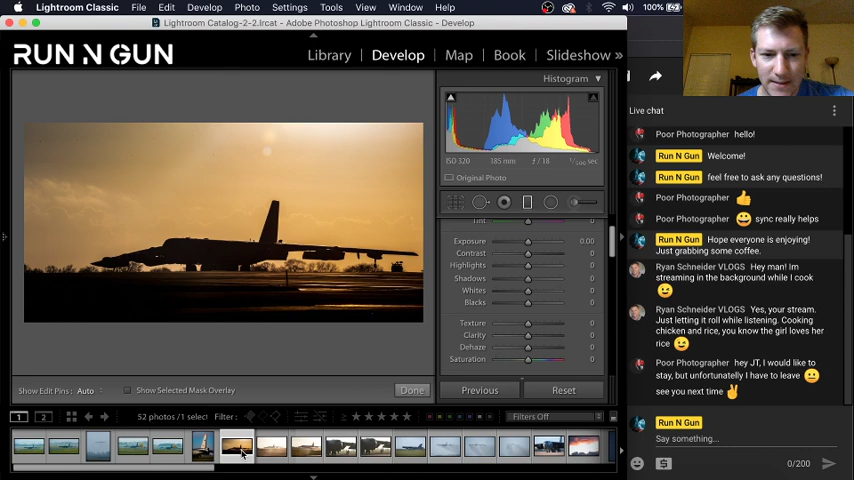 Lightroom Classic File Edit Develop Photo Settings Tools View Window Help 100%
Lightroom Catalog-2-2.lrcat - Adobe Photoshop Lightroom Classic - Develop
RUN N GUN
Library | Develop | Map | Book | Slideshow »
Histogram
ISO 320 185 mm f / 18
Original Photo
Tint 0
Exposure 0.00
Contrast 0
Highlights 0
Shadows 0
Whites 0
Blacks 0
Texture 0
Clarity 0
Dehaze 0
Saturation 0
Show Edit Pins: Auto Show Selected Mask Overlay Done
Previous Reset
1 2 52 photos /1 select Filter: Filters Off
Live chat
Poor Photographer hello!
Run N Gun Welcome!
Run N Gun feel free to ask any questions!
Poor Photographer 👍
Poor Photographer 😀 sync really helps
Run N Gun Hope everyone is enjoying!
Just grabbing some coffee.
Ryan Schneider VLOGS Hey man! Im
streaming in the background while I cook
😉
Ryan Schneider VLOGS Yes, your stream.
Just letting it roll while listening. Cooking
chicken and rice, you know the girl loves her
rice 😉
Poor Photographer hey JT, I would like to
stay, but unfortunatelly I have to leave 😐
see you next time ✌
Run N Gun
Say something...
0/200